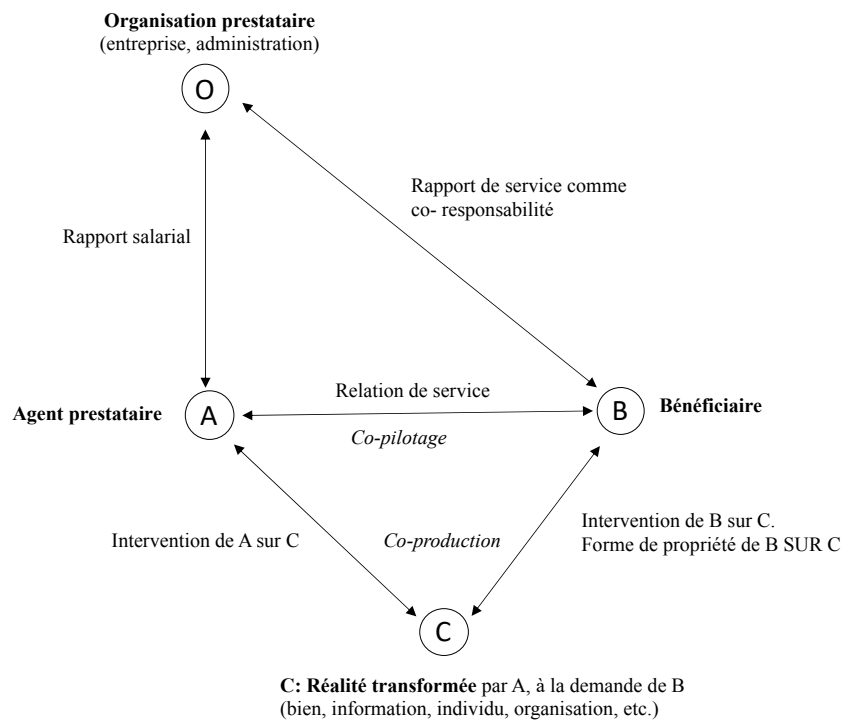 Organisation prestataire
(entreprise, administration)
O
Rapport de service comme
co- responsabilité
Rapport salarial
Relation de service
Agent prestataire
A
B
Bénéficiaire
Co-pilotage
Intervention de A sur C
Co-production
Intervention de B sur C.
Forme de propriété de B SUR C
C
C: Réalité transformée par A, à la demande de B
(bien, information, individu, organisation, etc.)